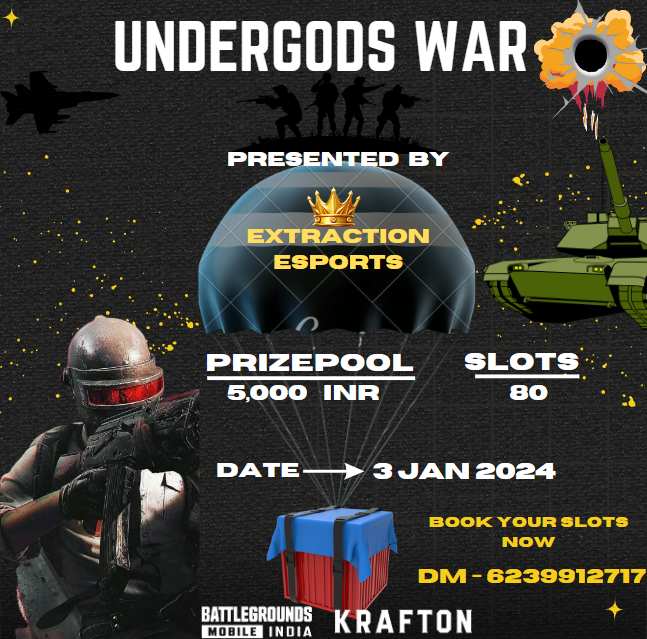 UNDERGODS WAR
PRESENTED BY
EXTRACTION
ESPORTS
PRIZEPOOL
5,000 INR
SLOTS
80
DATE
3 JAN 2024
BOOK YOUR SLOTS
NOW
DM - 6239912717
BATTLEGROUNDS
MOBILE INDIA
KRAFTON